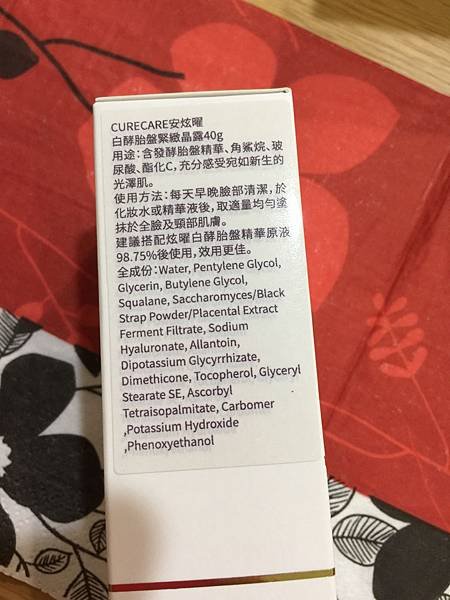 CURECARE安炫曜
白酵胎盤緊緻晶露40g
用途:含發酵胎盤精華、角鯊烷、玻
尿酸、酯化C,充分感受宛如新生的
光澤肌。
使用方法:每天早晚臉部清潔,於
化妝水或精華液後,取適量均勻塗
抹於全臉及頸部肌膚。
建議搭配炫曜白酵胎盤精華原液
98.75%後使用,效用更佳。
全成份:Water, Pentylene Glycol,
Glycerin, Butylene Glycol,
Squalane, Saccharomyces/Black
Strap Powder/Placental Extract
Ferment Filtrate, Sodium
Hyaluronate, Allantoin,
Dipotassium Glycyrrhizate,
Dimethicone, Tocopherol, Glyceryl
Stearate SE, Ascorbyl
Tetraisopalmitate, Carbomer
,Potassium Hydroxide
,Phenoxyethanol